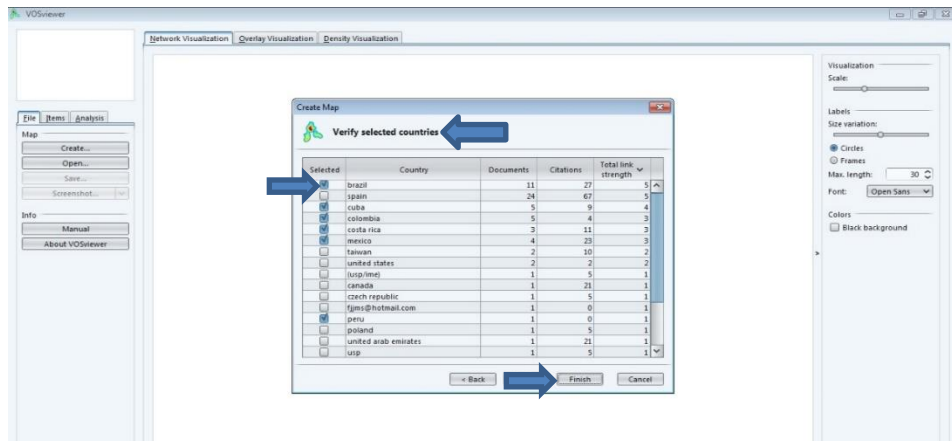 VOSviewer
Network Visualization Overlay Visualization Density Visualization
File Items Analysis
Map
Create...
Open...
Save...
Screenshot...
Info
Manual
About VOSviewer
Create Map
Verify selected countries
Selected Country Documents Citations Total link strength
brazil 11 27 5
spain 24 67 5
cuba 5 9 4
colombia 5 4 3
costa rica 3 11 3
mexico 4 23 3
taiwan 2 10 2
united states 2 2 2
(usp/ime) 1 5 1
canada 1 21 1
czech republic 1 5 1
fjjms@hotmail.com 1 0 1
peru 1 0 1
poland 1 5 1
united arab emirates 1 21 1
usp 1 5 1
< Back Finish Cancel
Visualization
Scale:
Labels
Size variation:
Circles
Frames
Max. length: 30
Font: Open Sans
Colors
Black background
>